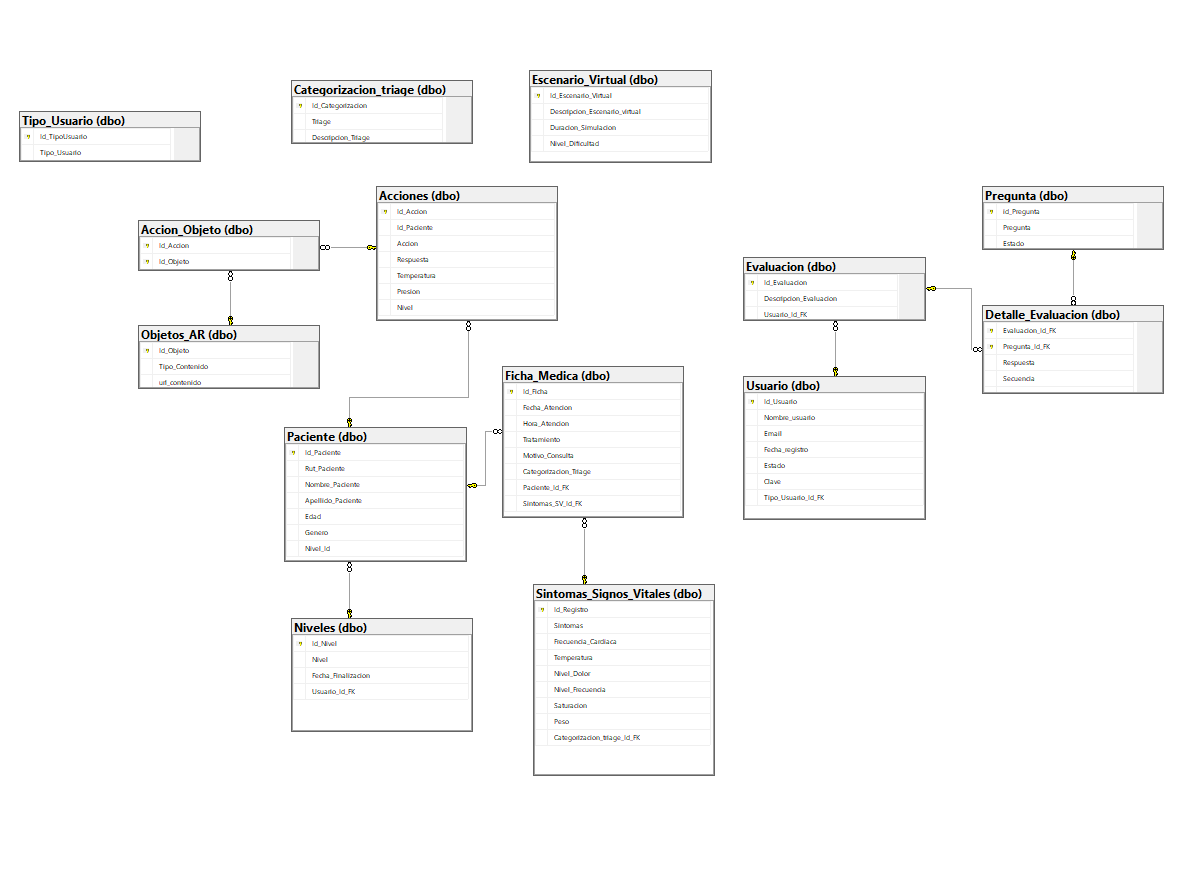 Tipo_Usuario (dbo)
Id_TipoUsuario
Tipo_Usuario
Categorizacion_triage (dbo)
Id_Categorizacion
Triage
Descripcion_Triage
Escenario_Virtual (dbo)
Id_Escenario_Virtual
Descripcion_Escenario_virtual
Duracion_Simulacion
Nivel_Dificultad
Accion_Objeto (dbo)
Id_Accion
Id_Objeto
Acciones (dbo)
Id_Accion
Id_Paciente
Accion
Respuesta
Temperatura
Presion
Nivel
Objetos_AR (dbo)
Id_Objeto
Tipo_Contenido
url_contenido
Pregunta (dbo)
Id_Pregunta
Pregunta
Estado
Evaluacion (dbo)
Id_Evaluacion
Descripcion_Evaluacion
Usuario_Id_FK
Detalle_Evaluacion (dbo)
Evaluacion_Id_FK
Pregunta_Id_FK
Respuesta
Secuencia
Usuario (dbo)
Id_Usuario
Nombre_usuario
Email
Fecha_registro
Estado
Clave
Tipo_Usuario_Id_FK
Ficha_Medica (dbo)
Id_Ficha
Fecha_Atencion
Hora_Atencion
Tratamiento
Motivo_Consulta
Categorizacion_Triage
Paciente_Id_FK
Sintomas_SV_Id_FK
Paciente (dbo)
Id_Paciente
Rut_Paciente
Nombre_Paciente
Apellido_Paciente
Edad
Genero
Nivel_Id
Niveles (dbo)
Id_Nivel
Nivel
Fecha_Finalizacion
Usuario_Id_FK
Sintomas_Signos_Vitales (dbo)
Id_Registro
Sintomas
Frecuencia_Cardiaca
Temperatura
Nivel_Dolor
Nivel_Frecuencia
Saturacion
Peso
Categorizacion_triage_Id_FK